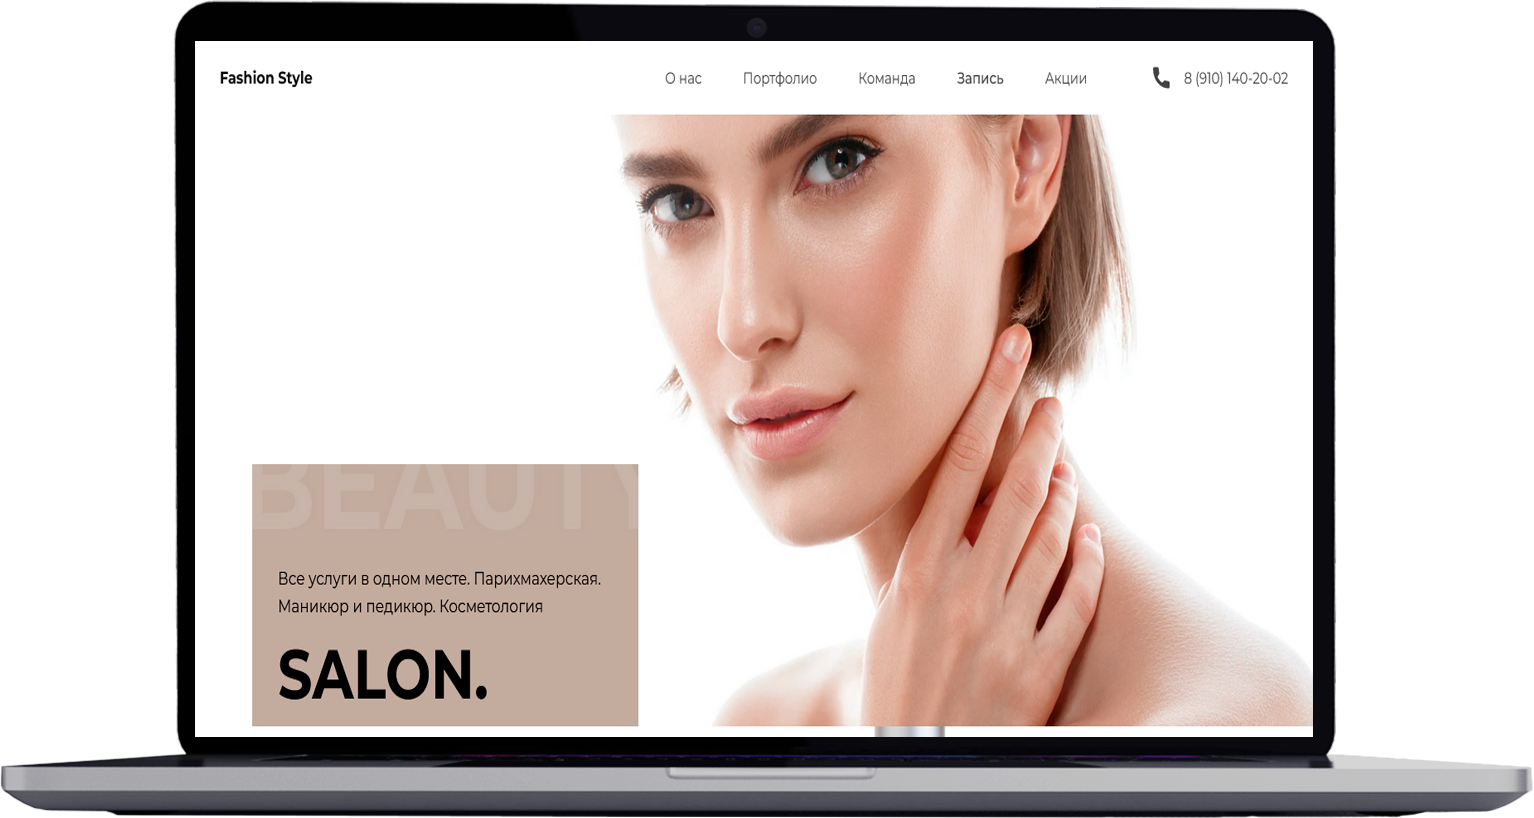 Fashion Style
О нас
Портфолио
Команда
Запись
Акции
8 (910) 140-20-02
BEAUTY
Все услуги в одном месте. Парихмахерская.
Маникюр и педикюр. Косметология
SALON.